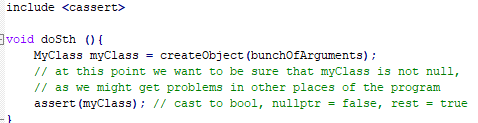 include <cassert>
void doSth (){
MyClass myClass = createObject(bunchOfArguments);
// at this point we want to be sure that myClass is not null,
// as we might get problems in other places of the program
assert(myClass); // cast to bool, nullptr = false, rest = true
}